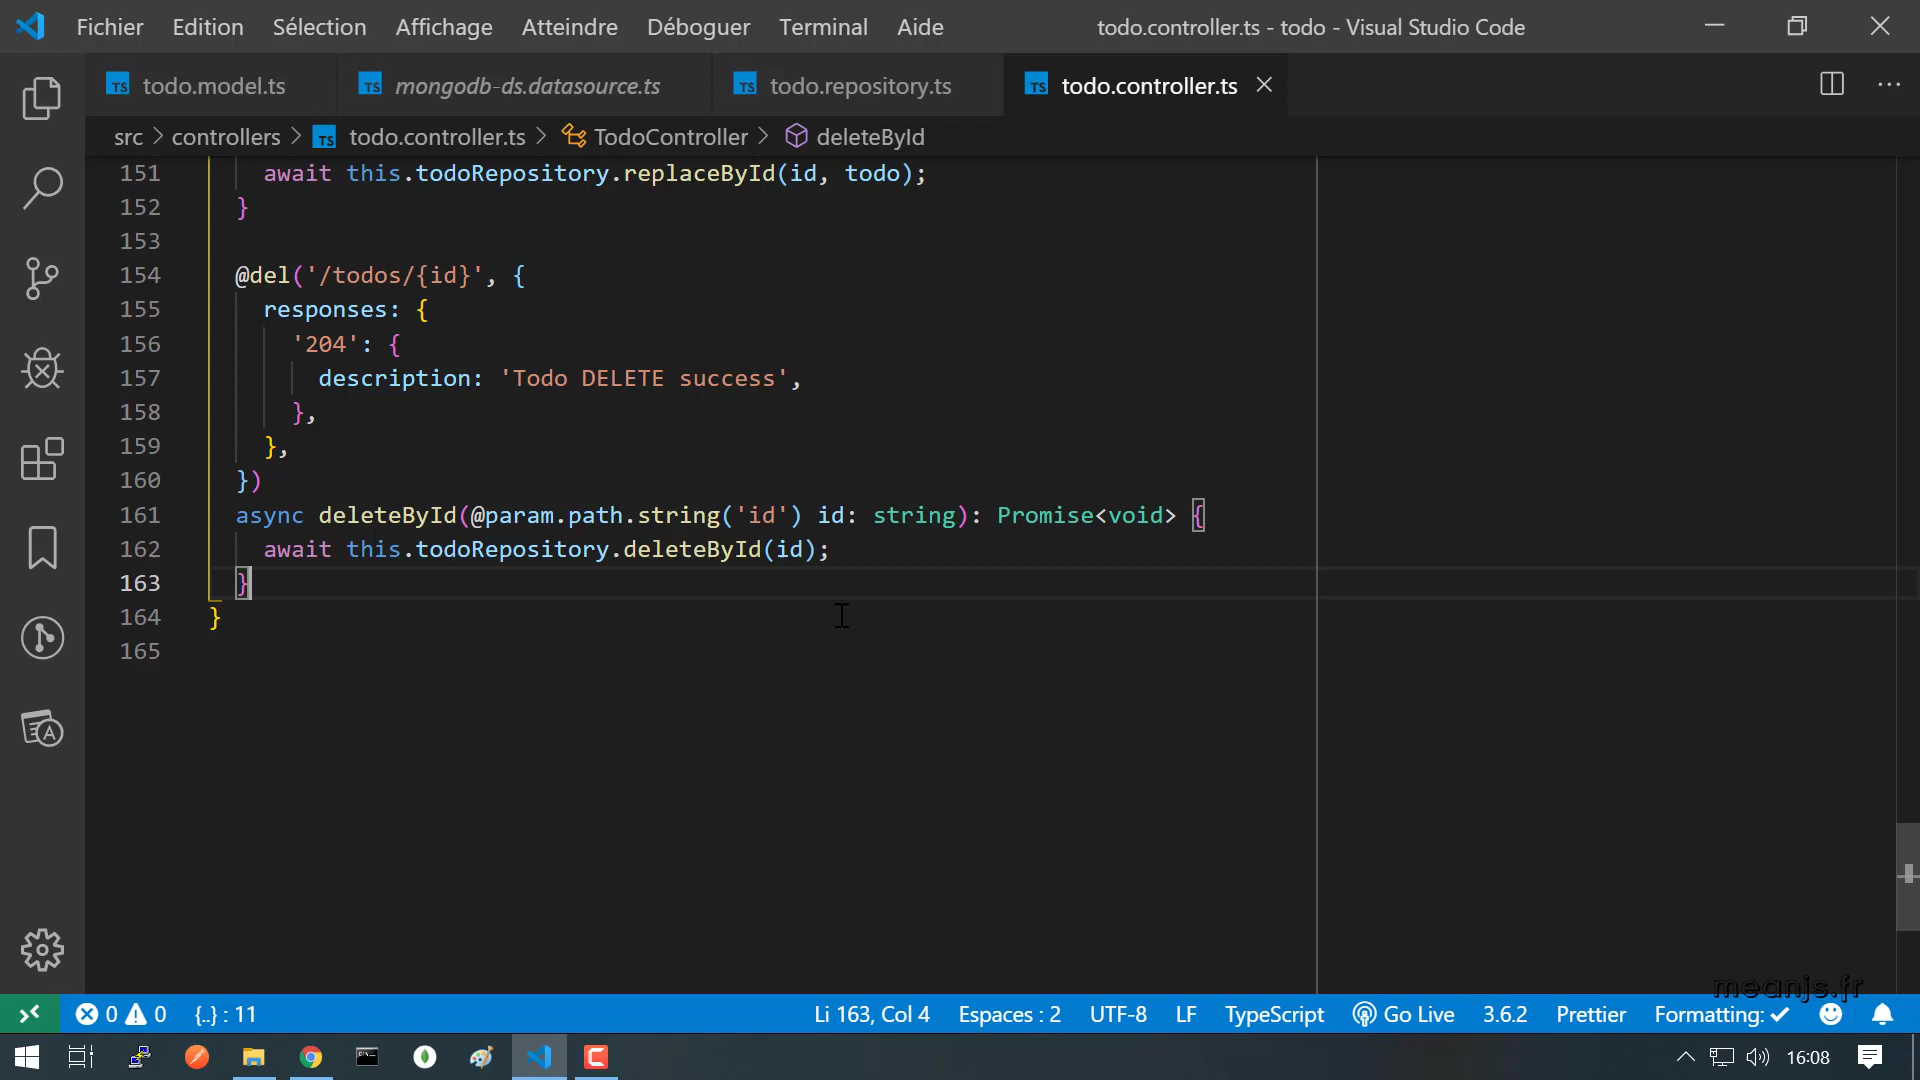 Fichier Edition Sélection Affichage Atteindre Déboguer Terminal Aide todo.controller.ts - todo - Visual Studio Code
TS todo.model.ts TS mongodb-ds.datasource.ts TS todo.repository.ts TS todo.controller.ts
src > controllers > TS todo.controller.ts > TodoController > deleteById
151 await this.todoRepository.replaceById(id, todo);
152 }
153
154 @del('/todos/{id}', {
155 responses: {
156 '204': {
157 description: 'Todo DELETE success',
158 },
159 },
160 })
161 async deleteById(@param.path.string('id') id: string): Promise<void> {
162 await this.todoRepository.deleteById(id);
163 }
164 }
165
meanjs.fr
0 0 {..} : 11 Li 163, Col 4 Espaces : 2 UTF-8 LF TypeScript Go Live 3.6.2 Prettier Formatting: ✓
16:08